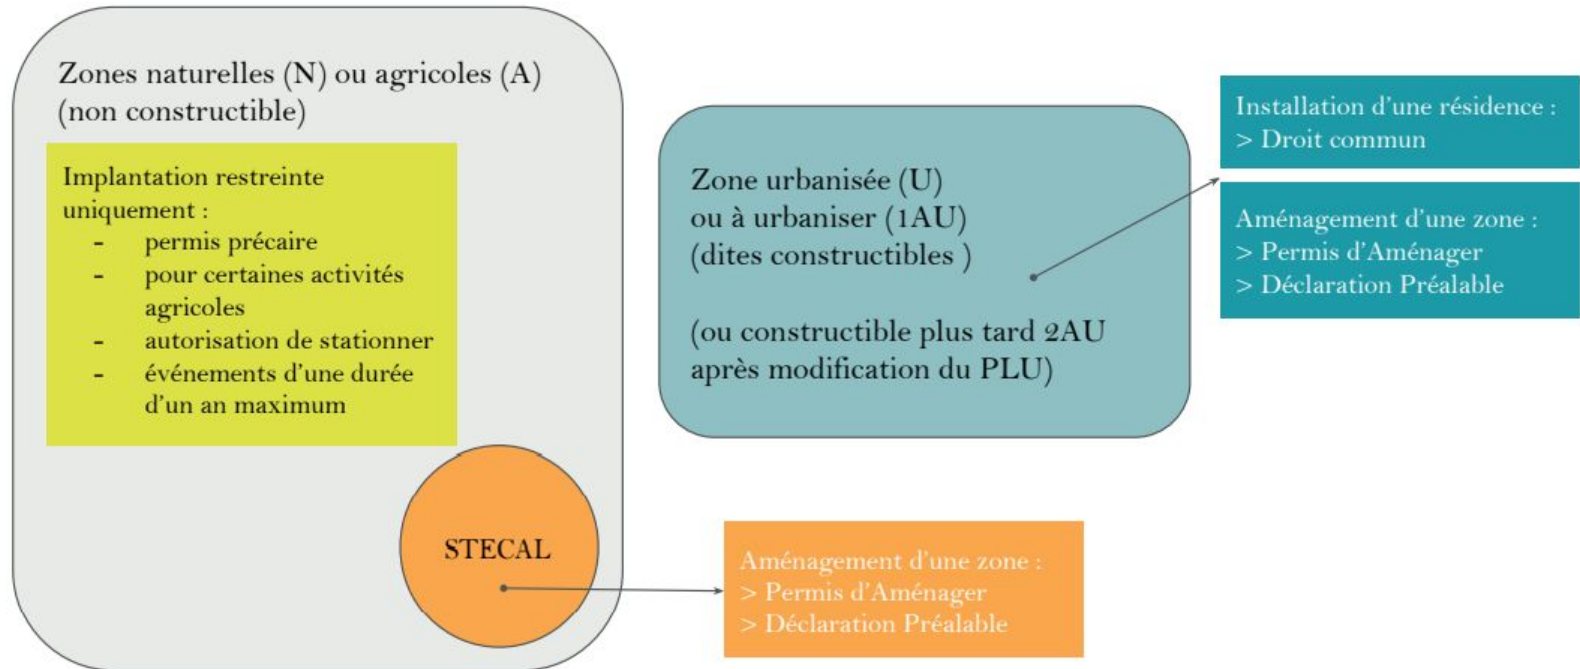 Zones naturelles (N) ou agricoles (A)
(non constructible)
Implantation restreinte
uniquement :
- permis précaire
- pour certaines activités
agricoles
- autorisation de stationner
- événements d'une durée
d'un an maximum
STECAL
Zone urbanisée (U)
ou à urbaniser (1AU)
(dites constructibles )
(ou constructible plus tard 2AU
après modification du PLU)
Installation d'une résidence :
> Droit commun
Aménagement d'une zone :
> Permis d'Aménager
> Déclaration Préalable
Aménagement d'une zone :
> Permis d'Aménager
> Déclaration Préalable